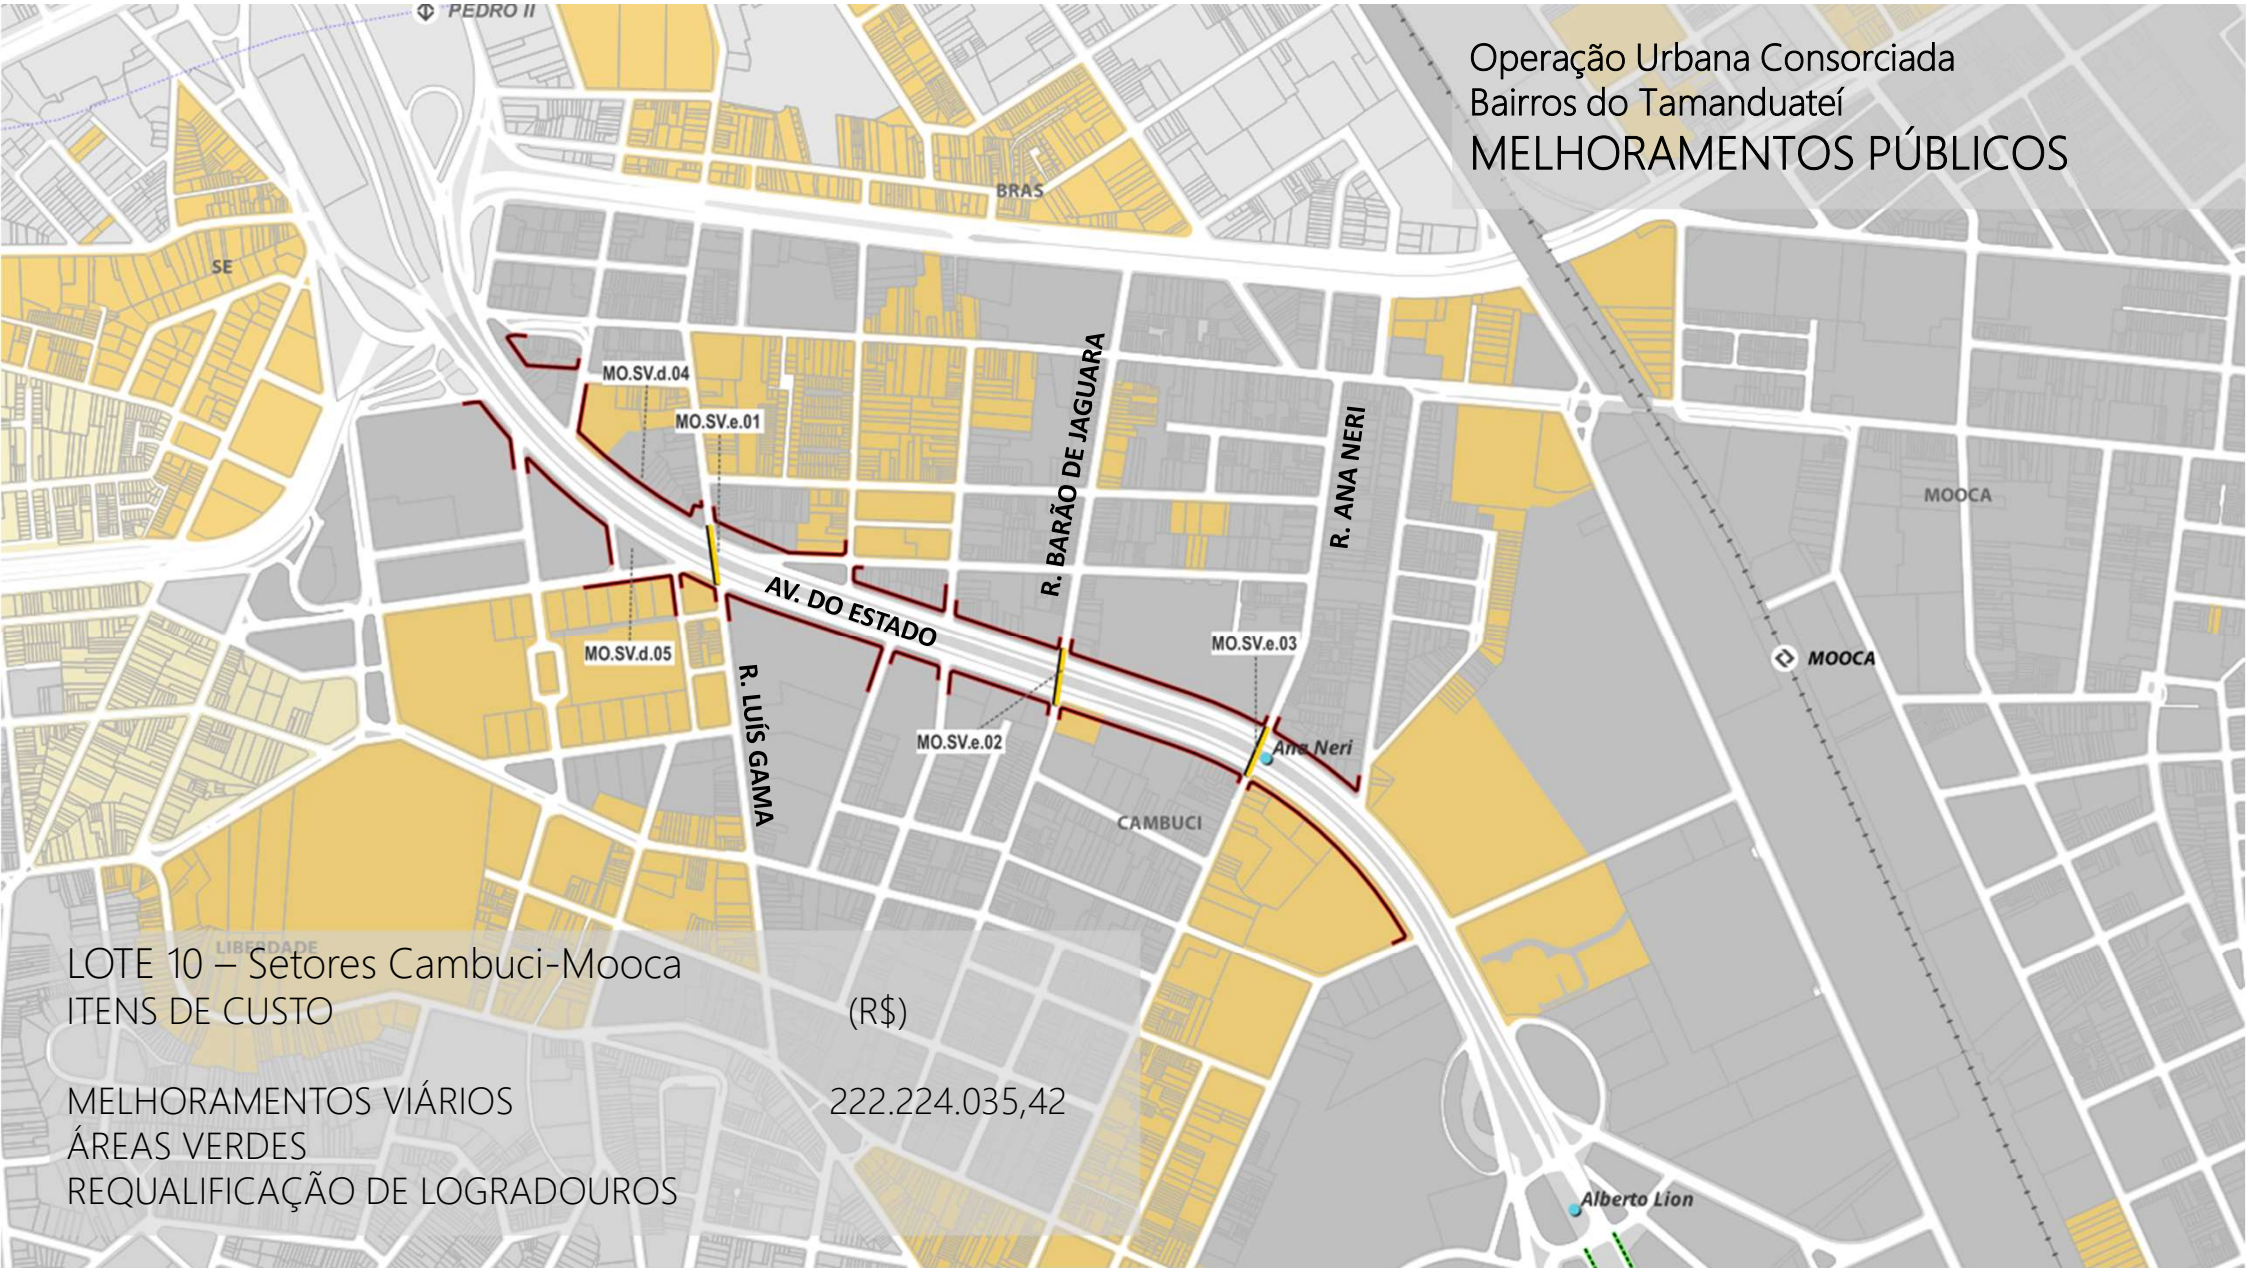 PEDRO II
Operação Urbana Consorciada
Bairros do Tamanduateí
MELHORAMENTOS PÚBLICOS
BRAS
SE
MO.SV.d.04
MO.SV.e.01
R. BARÃO DE JAGUARA
R. ANA NERI
MOOCA
AV. DO ESTADO
MO.SV.e.03
MO.SV.d.05
MOOCA
R. LUÍS GAMA
MO.SV.e.02
Ana Neri
CAMBUCI
LIBERDADE
LOTE 10 – Setores Cambuci-Mooca
ITENS DE CUSTO (R$)
MELHORAMENTOS VIÁRIOS 222.224.035,42
ÁREAS VERDES
REQUALIFICAÇÃO DE LOGRADOUROS
Alberto Lion